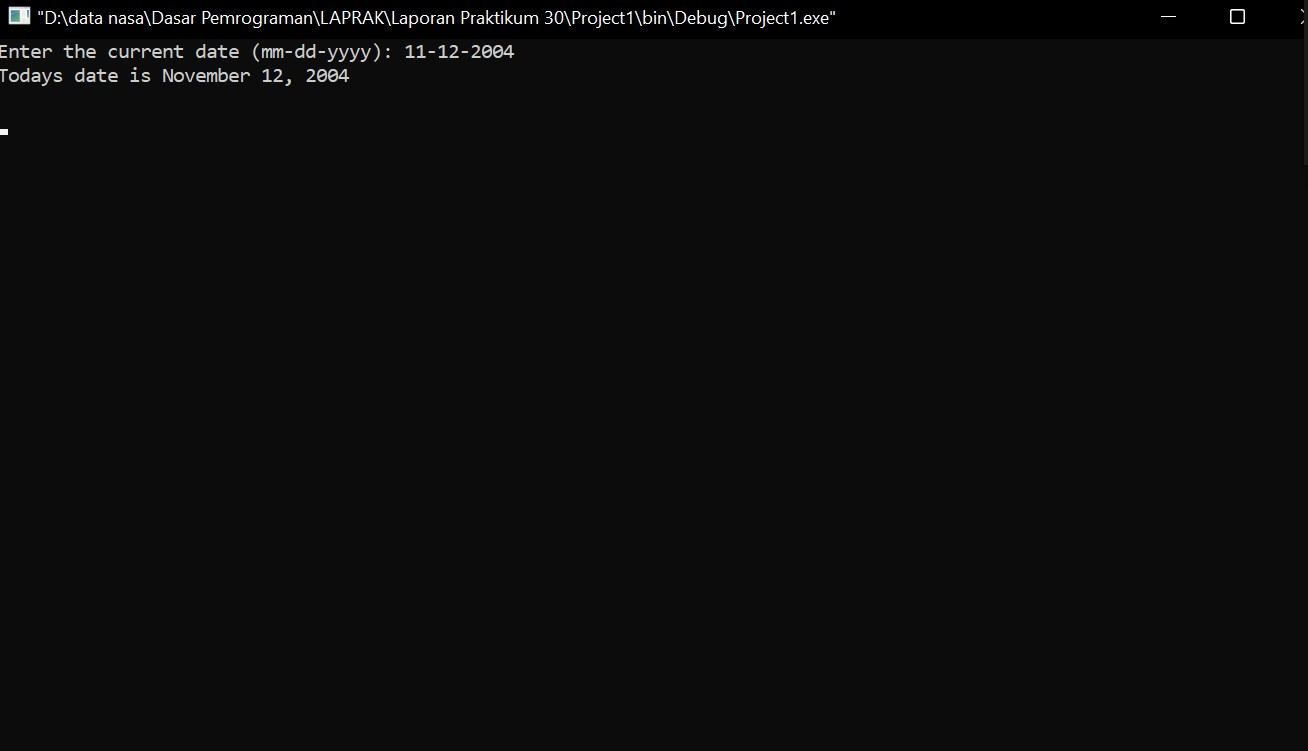 "D:\data nasa\Dasar Pemrograman\LAPRAK\Laporan Praktikum 30\Project1\bin\Debug\Project1.exe"
Enter the current date (mm-dd-yyyy): 11-12-2004
Todays date is November 12, 2004